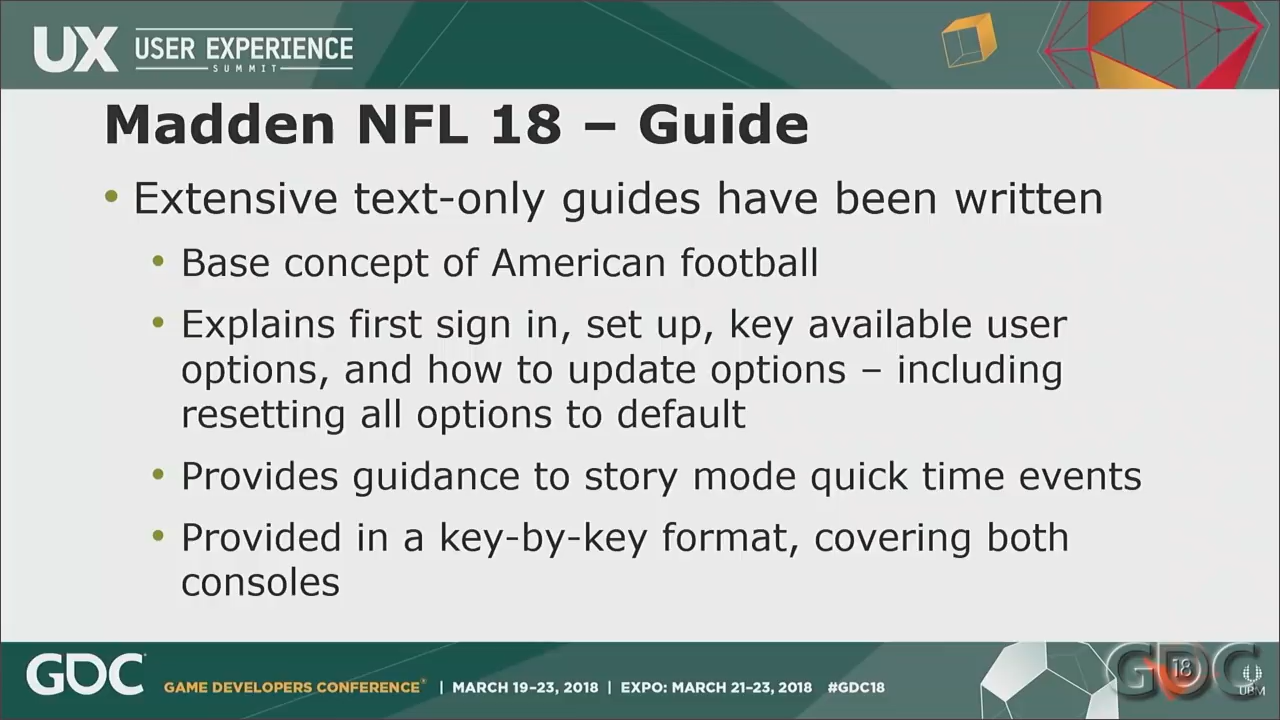 UX USER EXPERIENCE
SUMMIT
Madden NFL 18 – Guide
• Extensive text-only guides have been written
• Base concept of American football
• Explains first sign in, set up, key available user
options, and how to update options – including
resetting all options to default
• Provides guidance to story mode quick time events
• Provided in a key-by-key format, covering both
consoles
GDC GAME DEVELOPERS CONFERENCE® | MARCH 19–23, 2018 | EXPO: MARCH 21–23, 2018 #GDC18
GDC 18
UBM